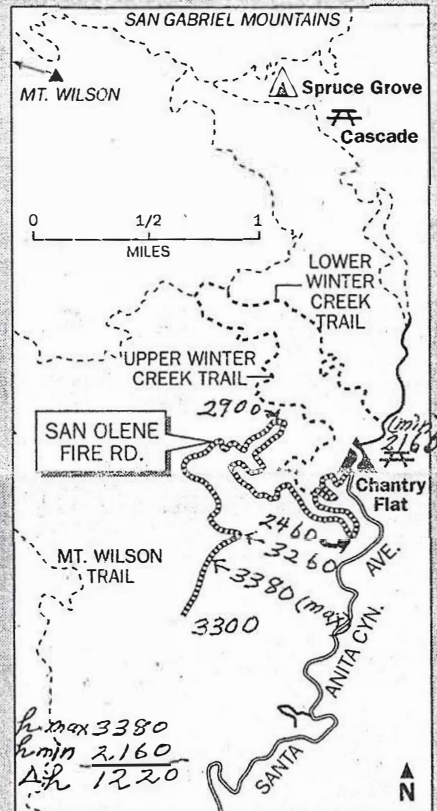 SAN GABRIEL MOUNTAINS
MT. WILSON
Spruce Grove
Cascade
0 1/2 1
MILES
LOWER
WINTER
CREEK
TRAIL
UPPER WINTER
CREEK TRAIL
2900
(min)
2160
SAN OLENE
FIRE RD.
Chantry
Flat
2460
3260
MT. WILSON
TRAIL
3380 (max)
3300
SANTA ANITA CYN. AVE.
h max 3380
h min 2160
Δh 1220
N